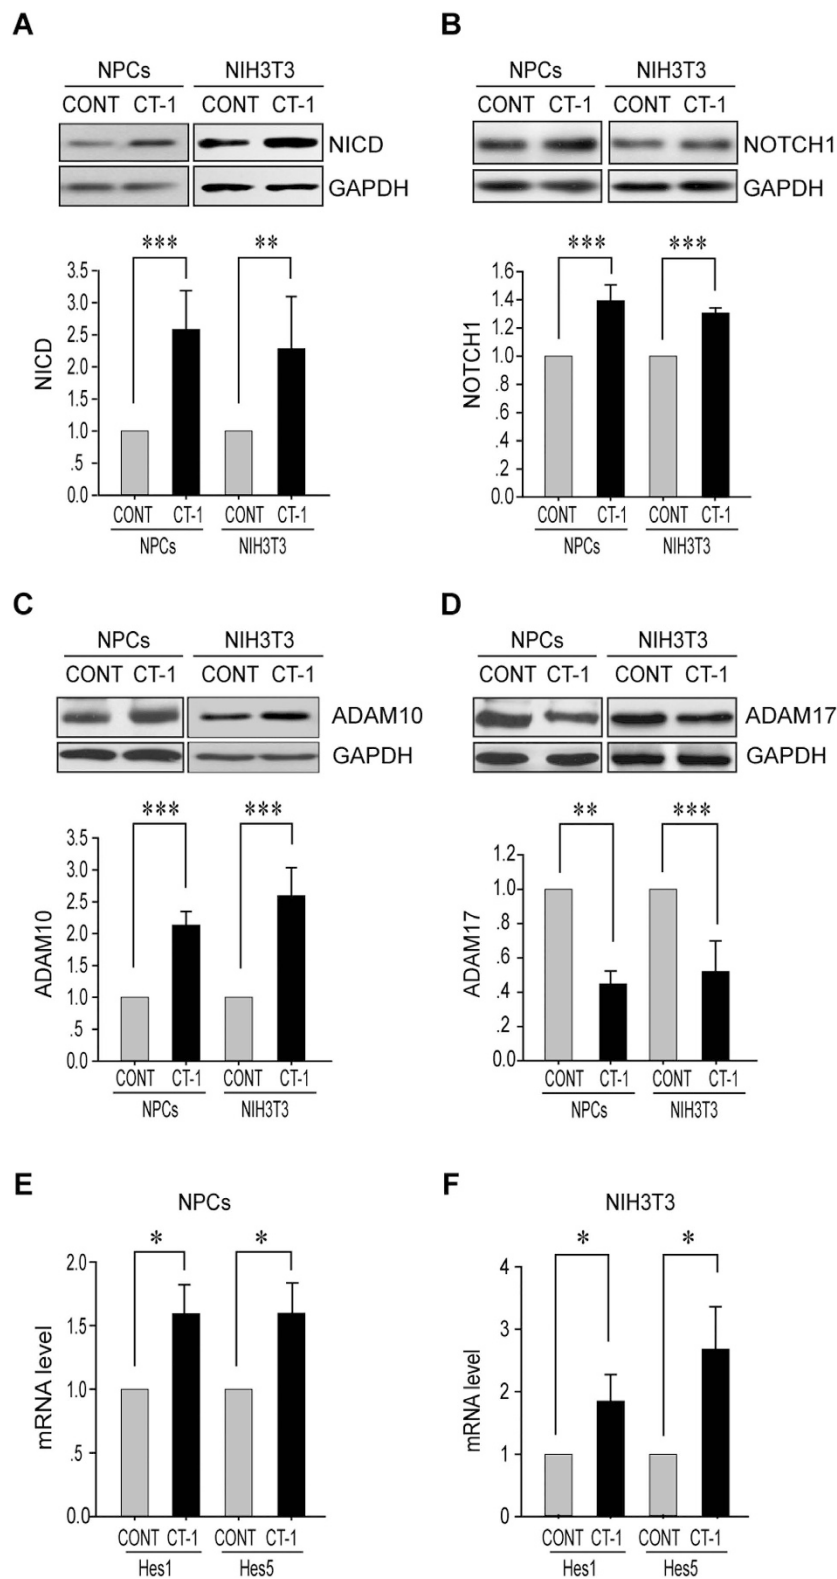 A
NPCs NIH3T3
CONT CT-1 CONT CT-1
NICD
GAPDH
*** **
3.5
3.0
2.5
2.0
1.5
1.0
.5
0.0
NICD
CONT CT-1 CONT CT-1
NPCs NIH3T3
B
NPCs NIH3T3
CONT CT-1 CONT CT-1
NOTCH1
GAPDH
*** ***
1.6
1.4
1.2
1.0
.8
.6
.4
.2
0.0
NOTCH1
CONT CT-1 CONT CT-1
NPCs NIH3T3
C
NPCs NIH3T3
CONT CT-1 CONT CT-1
ADAM10
GAPDH
*** ***
3.5
3.0
2.5
2.0
1.5
1.0
.5
0.0
ADAM10
CONT CT-1 CONT CT-1
NPCs NIH3T3
D
NPCs NIH3T3
CONT CT-1 CONT CT-1
ADAM17
GAPDH
** ***
1.2
1.0
.8
.6
.4
.2
0.0
ADAM17
CONT CT-1 CONT CT-1
NPCs NIH3T3
E
NPCs
* *
2.0
1.5
1.0
.5
0.0
mRNA level
CONT CT-1 CONT CT-1
Hes1 Hes5
F
NIH3T3
* *
4
3
2
1
0
mRNA level
CONT CT-1 CONT CT-1
Hes1 Hes5